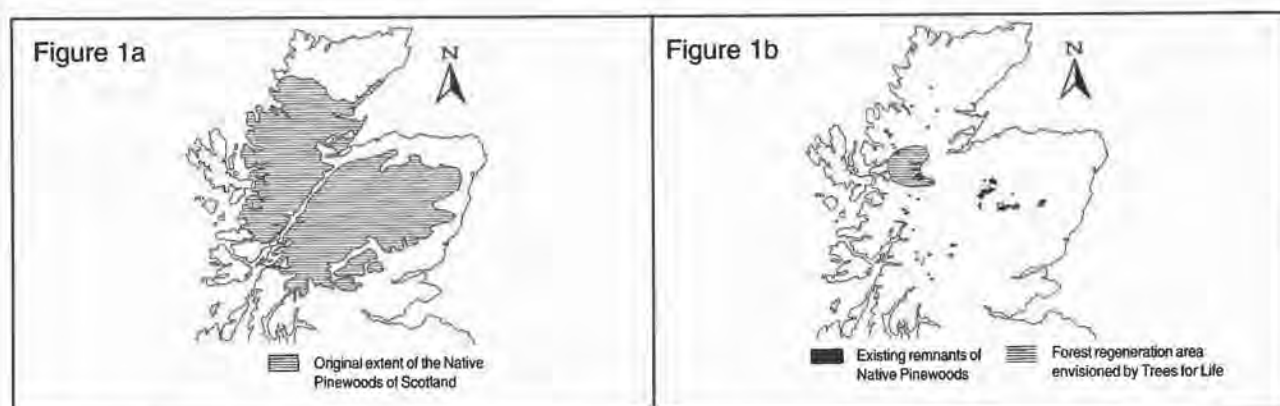 Figure 1a
N
Original extent of the Native
Pinewoods of Scotland
Figure 1b
N
Existing remnants of
Native Pinewoods
Forest regeneration area
envisioned by Trees for Life